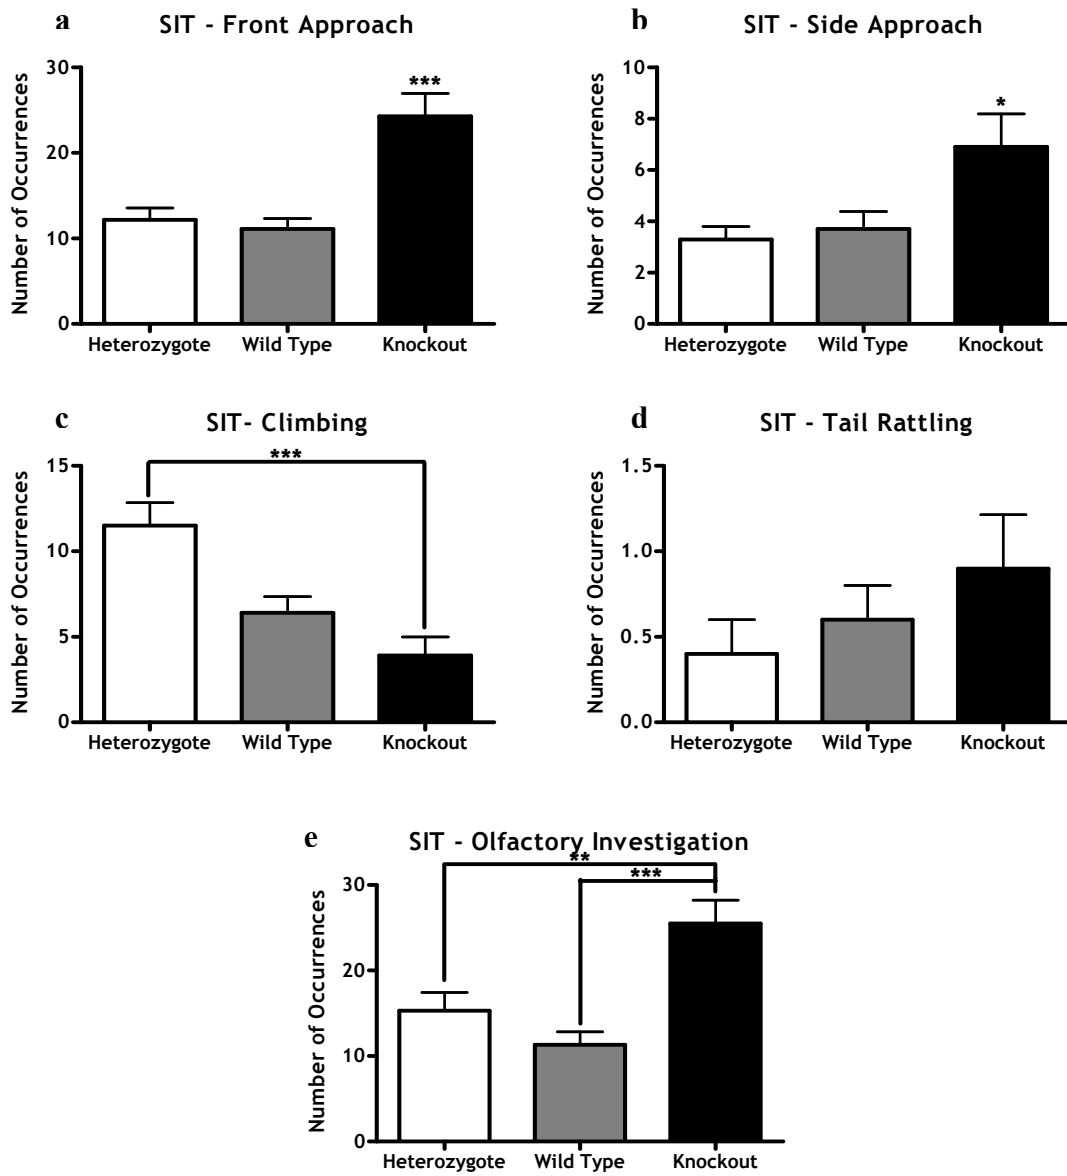 a
SIT - Front Approach
Number of Occurrences
30
20
10
0
***
Heterozygote Wild Type Knockout
b
SIT - Side Approach
Number of Occurrences
10
8
6
4
2
0
*
Heterozygote Wild Type Knockout
c
SIT- Climbing
Number of Occurrences
15
10
5
0
***
Heterozygote Wild Type Knockout
d
SIT - Tail Rattling
Number of Occurrences
1.5
1.0
0.5
0.0
Heterozygote Wild Type Knockout
e
SIT - Olfactory Investigation
Number of Occurrences
30
20
10
0
**
***
Heterozygote Wild Type Knockout